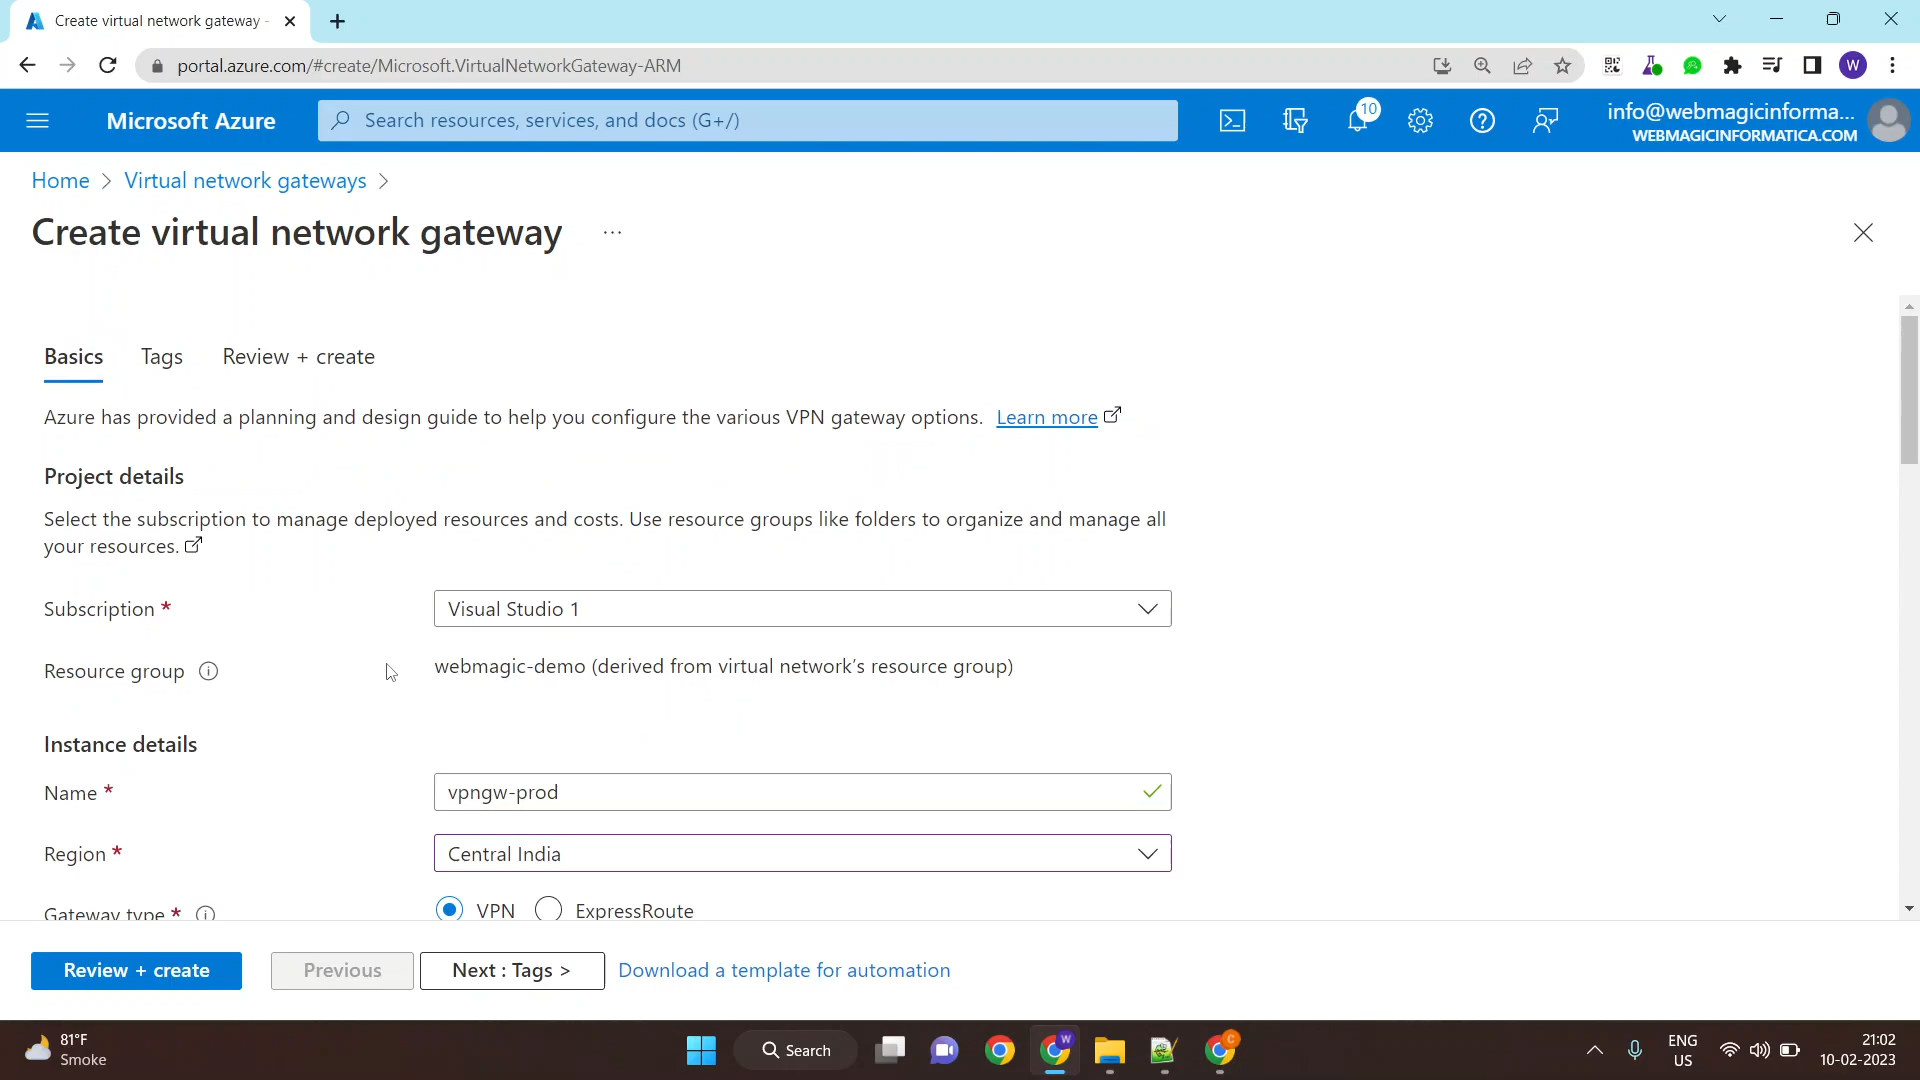 Create virtual network gateway -
portal.azure.com/#create/Microsoft.VirtualNetworkGateway-ARM
W
Microsoft Azure
Search resources, services, and docs (G+/)
10
info@webmagicinforma...
WEBMAGICINFORMATICA.COM
Home > Virtual network gateways >
Create virtual network gateway ...
Basics Tags Review + create
Azure has provided a planning and design guide to help you configure the various VPN gateway options. Learn more
Project details
Select the subscription to manage deployed resources and costs. Use resource groups like folders to organize and manage all
your resources.
Subscription *
Visual Studio 1
Resource group
webmagic-demo (derived from virtual network's resource group)
Instance details
Name *
vpngw-prod
Region *
Central India
Gateway type *
VPN ExpressRoute
Review + create Previous Next : Tags > Download a template for automation
81°F
Smoke
Search
W
C
ENG
US
21:02
10-02-2023